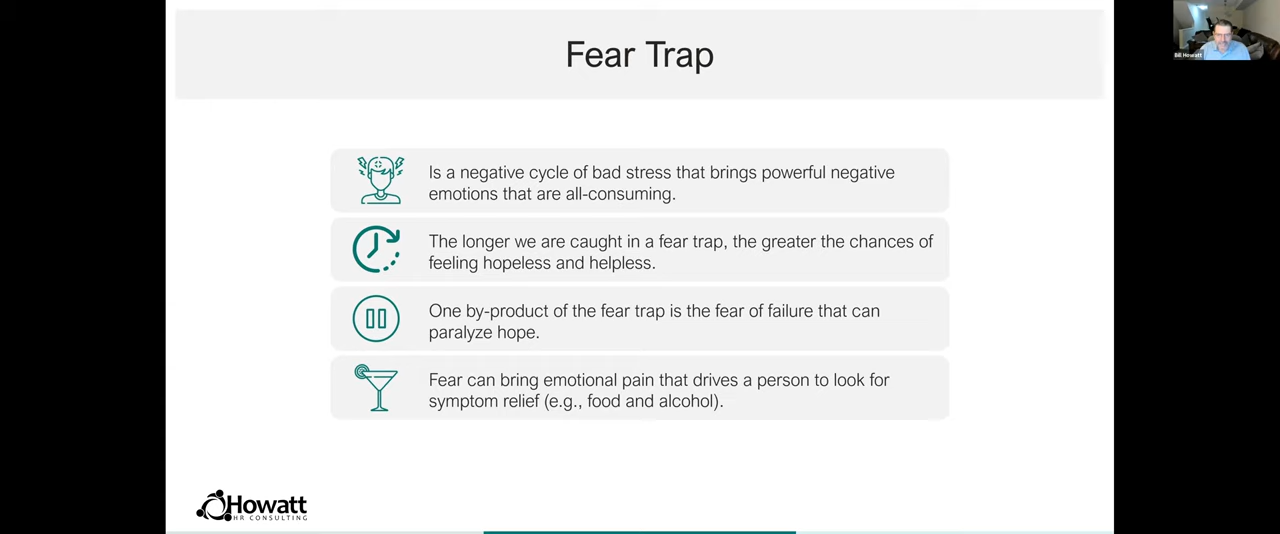 Fear Trap
Bill Howatt
Is a negative cycle of bad stress that brings powerful negative
emotions that are all-consuming.
The longer we are caught in a fear trap, the greater the chances of
feeling hopeless and helpless.
One by-product of the fear trap is the fear of failure that can
paralyze hope.
Fear can bring emotional pain that drives a person to look for
symptom relief (e.g., food and alcohol).
Howatt
HR CONSULTING